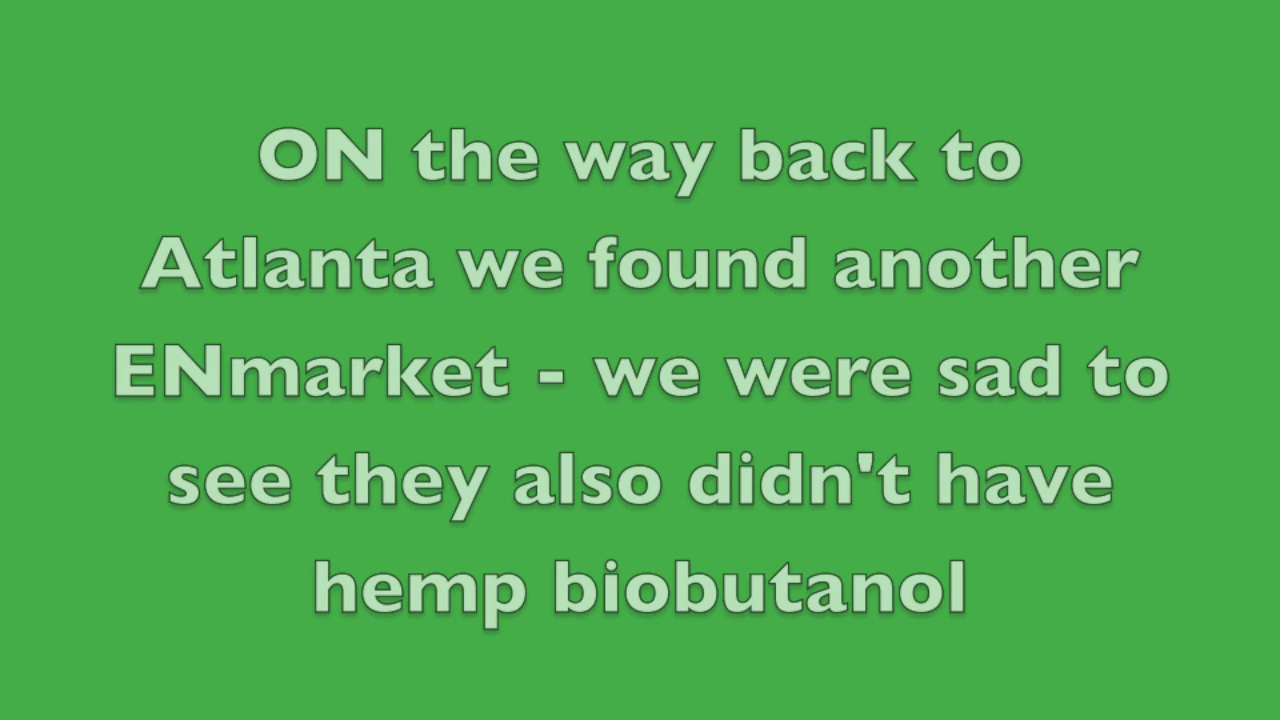 ON the way back to
Atlanta we found another
ENmarket - we were sad to
see they also didn't have
hemp biobutanol